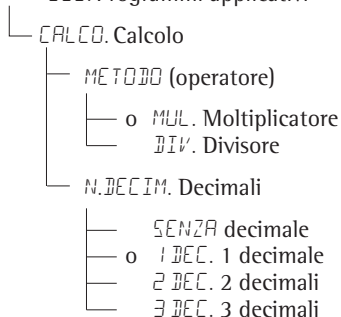 CALCO. Calcolo
METODO (operatore)
o MUL. Moltiplicatore
DIV. Divisore
N.DECIM. Decimali
SENZA decimale
o 1 DEC. 1 decimale
2 DEC. 2 decimali
3 DEC. 3 decimali